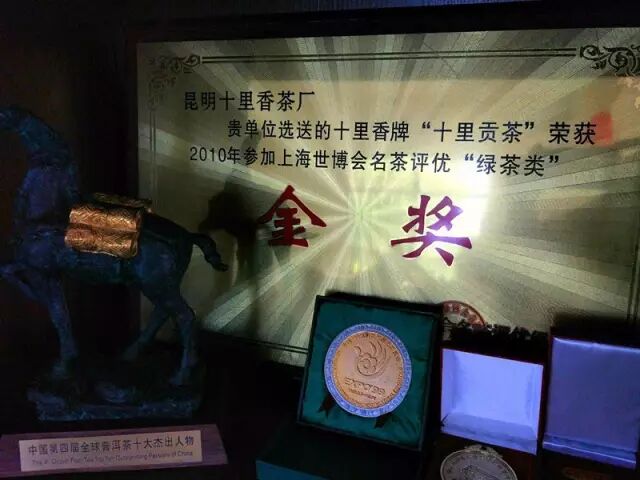 昆明十里香茶厂
贵单位选送的十里香牌“十里贡茶”荣获
2010年参加上海世博会名茶评优“绿茶类”
金奖
EXPO'99
中国第四届全球普洱茶十大杰出人物